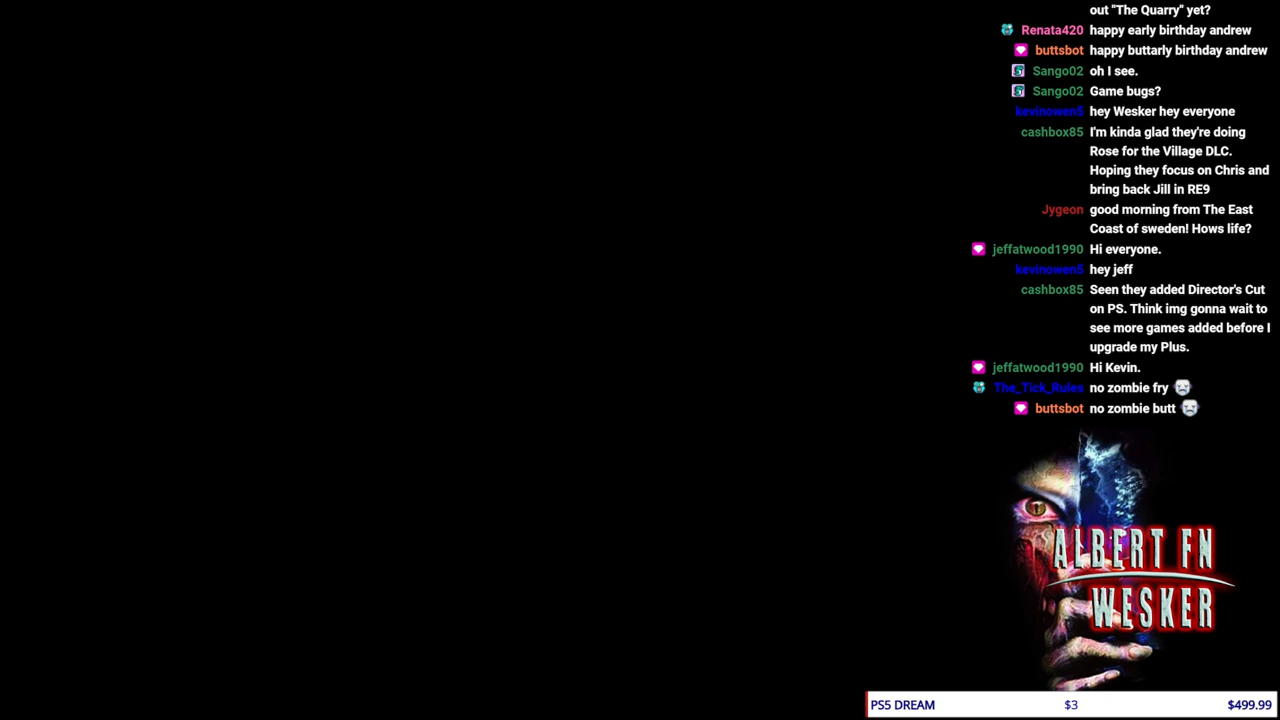 out "The Quarry" yet?
Renata420 happy early birthday andrew
buttsbot happy buttarly birthday andrew
Sango02 oh I see.
Sango02 Game bugs?
kevinowen5 hey Wesker hey everyone
cashbox85 I'm kinda glad they're doing
Rose for the Village DLC.
Hoping they focus on Chris and
bring back Jill in RE9
Jygeon good morning from The East
Coast of sweden! Hows life?
jeffatwood1990 Hi everyone.
kevinowen5 hey jeff
cashbox85 Seen they added Director's Cut
on PS. Think img gonna wait to
see more games added before I
upgrade my Plus.
jeffatwood1990 Hi Kevin.
The_Tick_Rules no zombie fry
buttsbot no zombie butt
ALBERT FN
WESKER
PS5 DREAM $3 $499.99